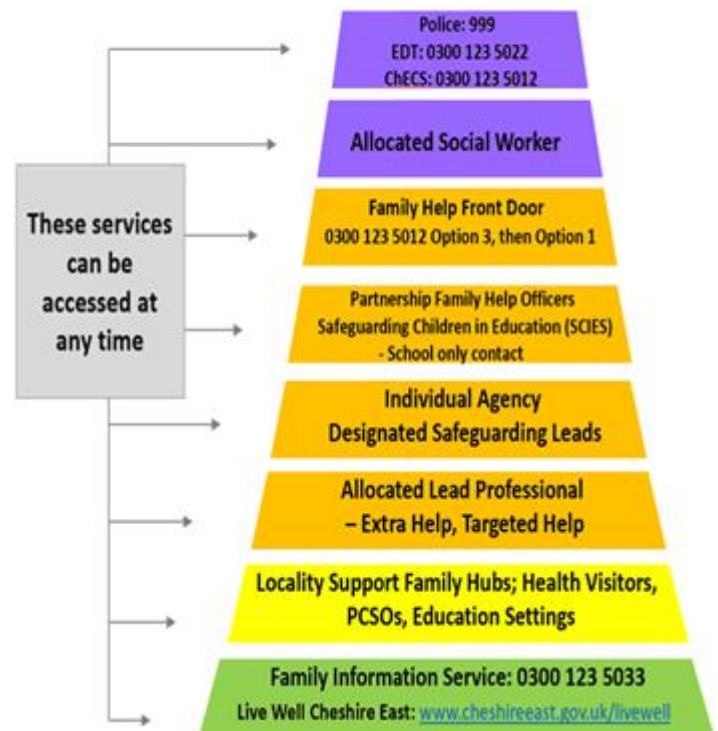 Police: 999
EDT: 0300 123 5022
ChECS: 0300 123 5012
Allocated Social Worker
These services
can be
accessed at
any time
Family Help Front Door
0300 123 5012 Option 3, then Option 1
Partnership Family Help Officers
Safeguarding Children in Education (SCIES)
- School only contact
Individual Agency
Designated Safeguarding Leads
Allocated Lead Professional
– Extra Help, Targeted Help
Locality Support Family Hubs; Health Visitors,
PCSOs, Education Settings
Family Information Service: 0300 123 5033
Live Well Cheshire East: www.cheshireeast.gov.uk/livewell